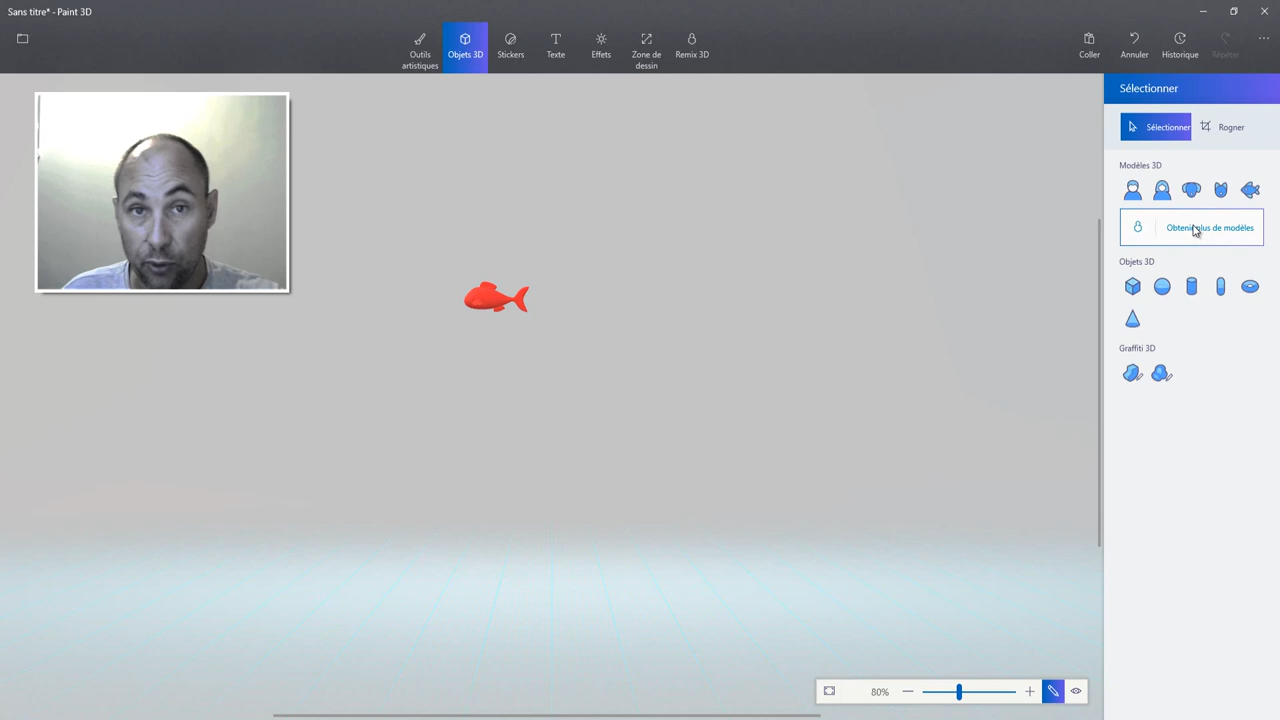 Sans titre* - Paint 3D
Outils
artistiques
Objets 3D
Stickers
Texte
Effets
Zone de
dessin
Remix 3D
Coller
Annuler
Historique
Répéter
Sélectionner
Sélectionner
Rogner
Modèles 3D
Obtenir plus de modèles
Objets 3D
Graffiti 3D
80%